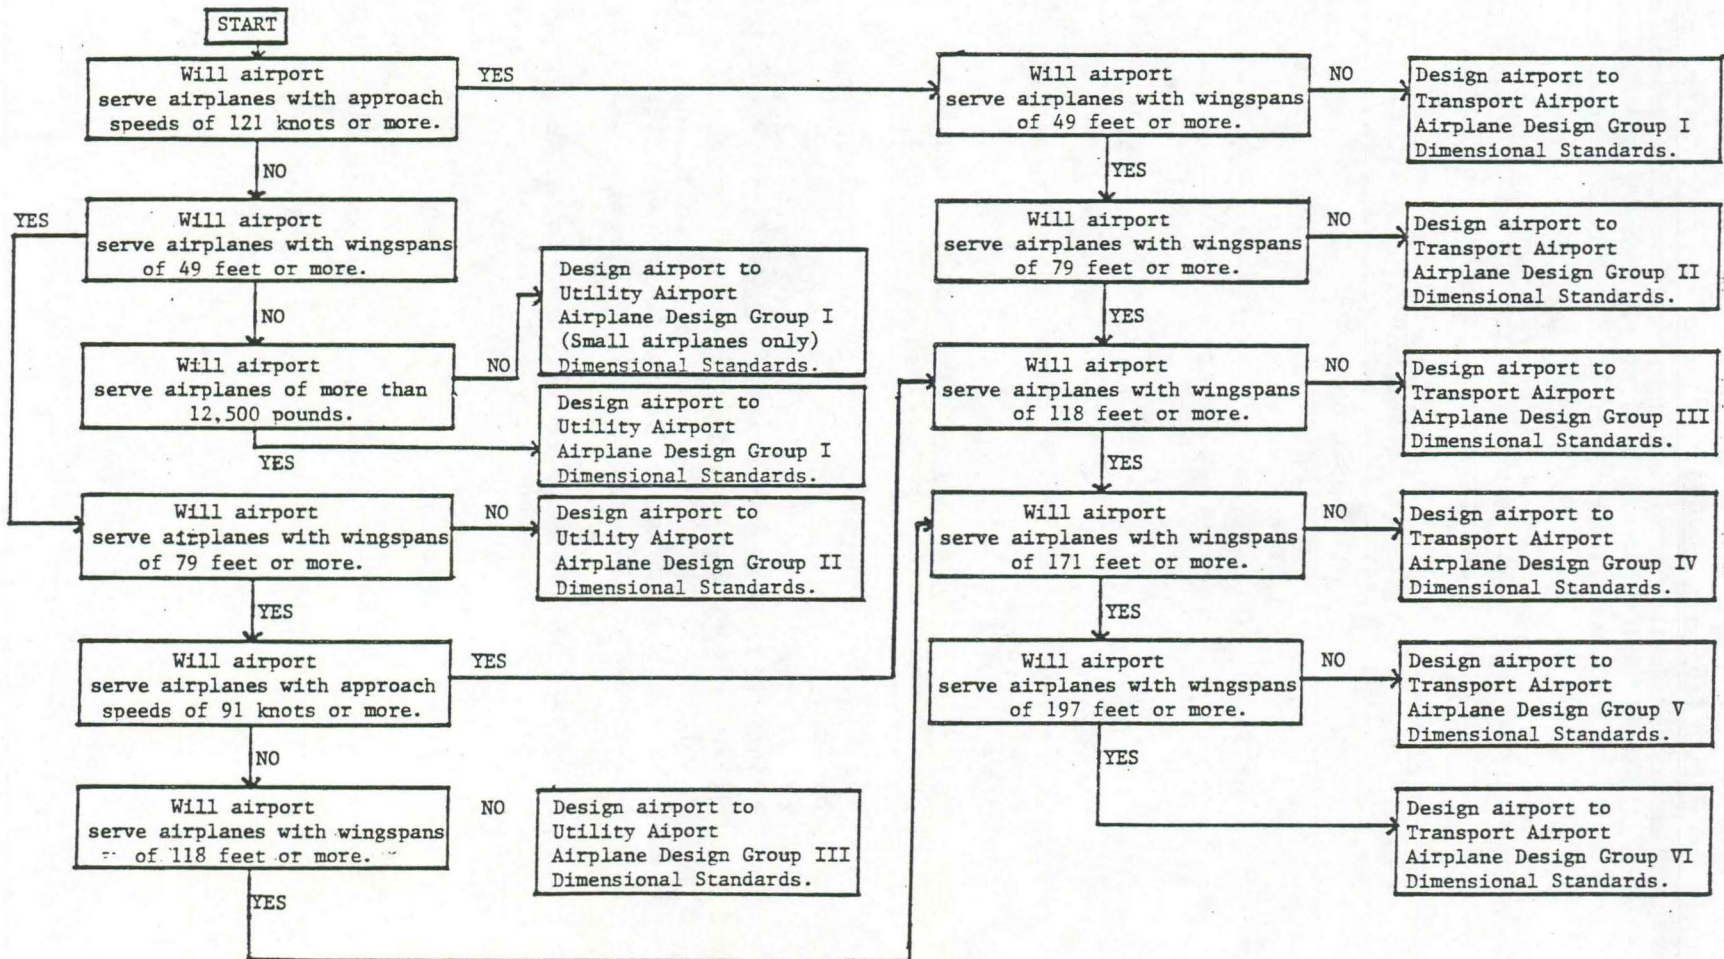 START
Will airport
serve airplanes with approach
speeds of 121 knots or more.
YES
NO
Will airport
serve airplanes with wingspans
of 49 feet or more.
YES
NO
Will airport
serve airplanes of more than
12,500 pounds.
NO
YES
Design airport to
Utility Airport
Airplane Design Group I
(Small airplanes only)
Dimensional Standards.
Design airport to
Utility Airport
Airplane Design Group I
Dimensional Standards.
Will airport
serve airplanes with wingspans
of 79 feet or more.
NO
YES
Design airport to
Utility Airport
Airplane Design Group II
Dimensional Standards.
Will airport
serve airplanes with approach
speeds of 91 knots or more.
YES
NO
Will airport
serve airplanes with wingspans
of 118 feet or more.
NO
YES
Design airport to
Utility Aiport
Airplane Design Group III
Dimensional Standards.
Will airport
serve airplanes with wingspans
of 49 feet or more.
NO
YES
Design airport to
Transport Airport
Airplane Design Group I
Dimensional Standards.
Will airport
serve airplanes with wingspans
of 79 feet or more.
NO
YES
Design airport to
Transport Airport
Airplane Design Group II
Dimensional Standards.
Will airport
serve airplanes with wingspans
of 118 feet or more.
NO
YES
Design airport to
Transport Airport
Airplane Design Group III
Dimensional Standards.
Will airport
serve airplanes with wingspans
of 171 feet or more.
NO
YES
Design airport to
Transport Airport
Airplane Design Group IV
Dimensional Standards.
Will airport
serve airplanes with wingspans
of 197 feet or more.
NO
YES
Design airport to
Transport Airport
Airplane Design Group V
Dimensional Standards.
Design airport to
Transport Airport
Airplane Design Group VI
Dimensional Standards.